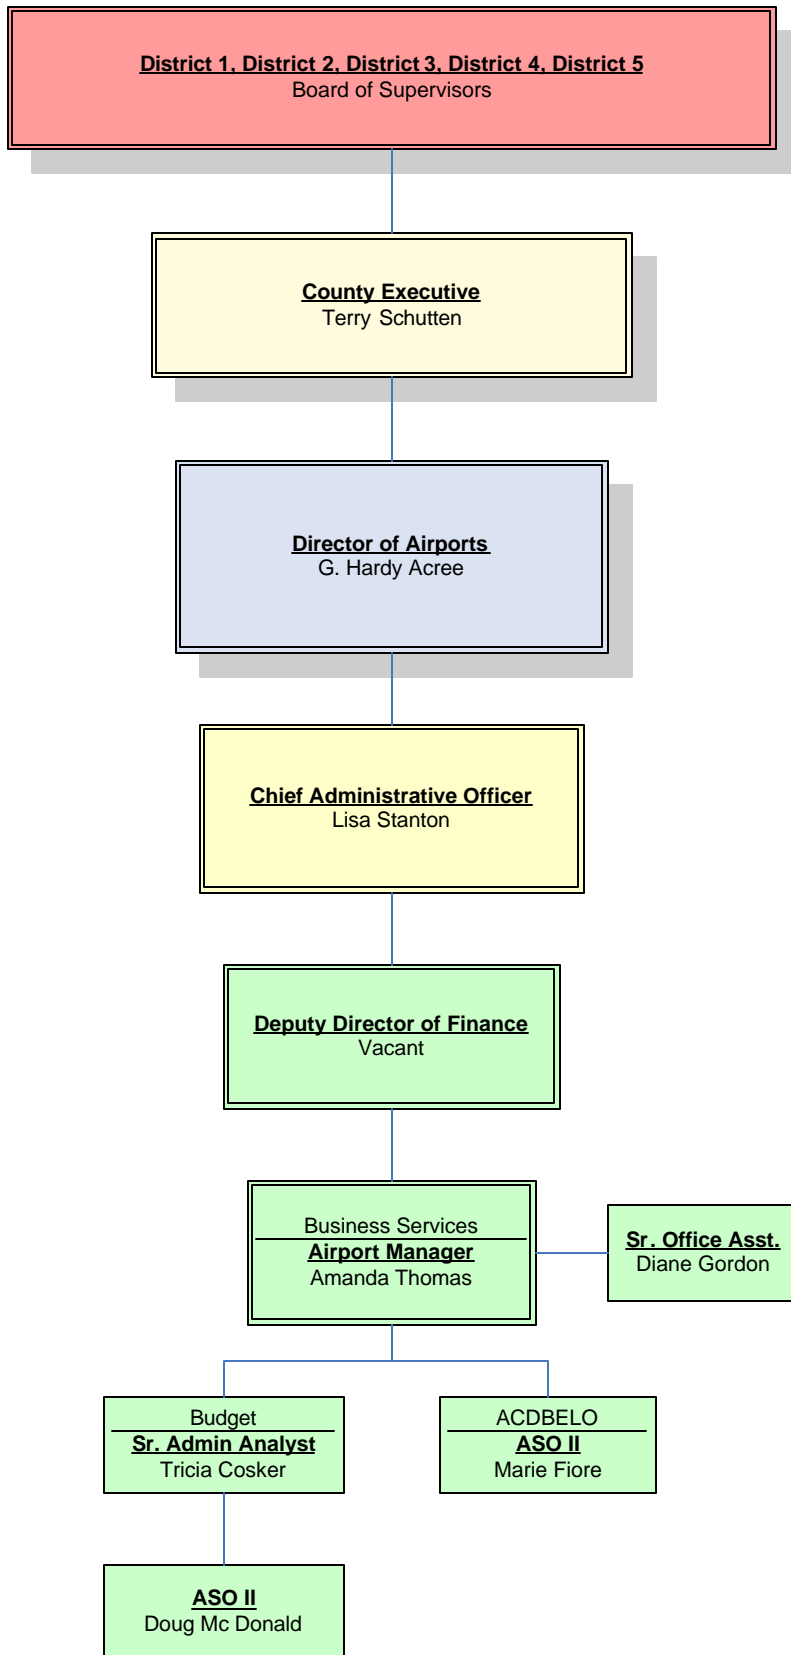 District 1, District 2, District 3, District 4, District 5
Board of Supervisors
County Executive
Terry Schutten
Director of Airports
G. Hardy Acree
Chief Administrative Officer
Lisa Stanton
Deputy Director of Finance
Vacant
Business Services
Airport Manager
Amanda Thomas
Sr. Office Asst.
Diane Gordon
Budget
Sr. Admin Analyst
Tricia Cosker
ACDBELO
ASO II
Marie Fiore
ASO II
Doug Mc Donald